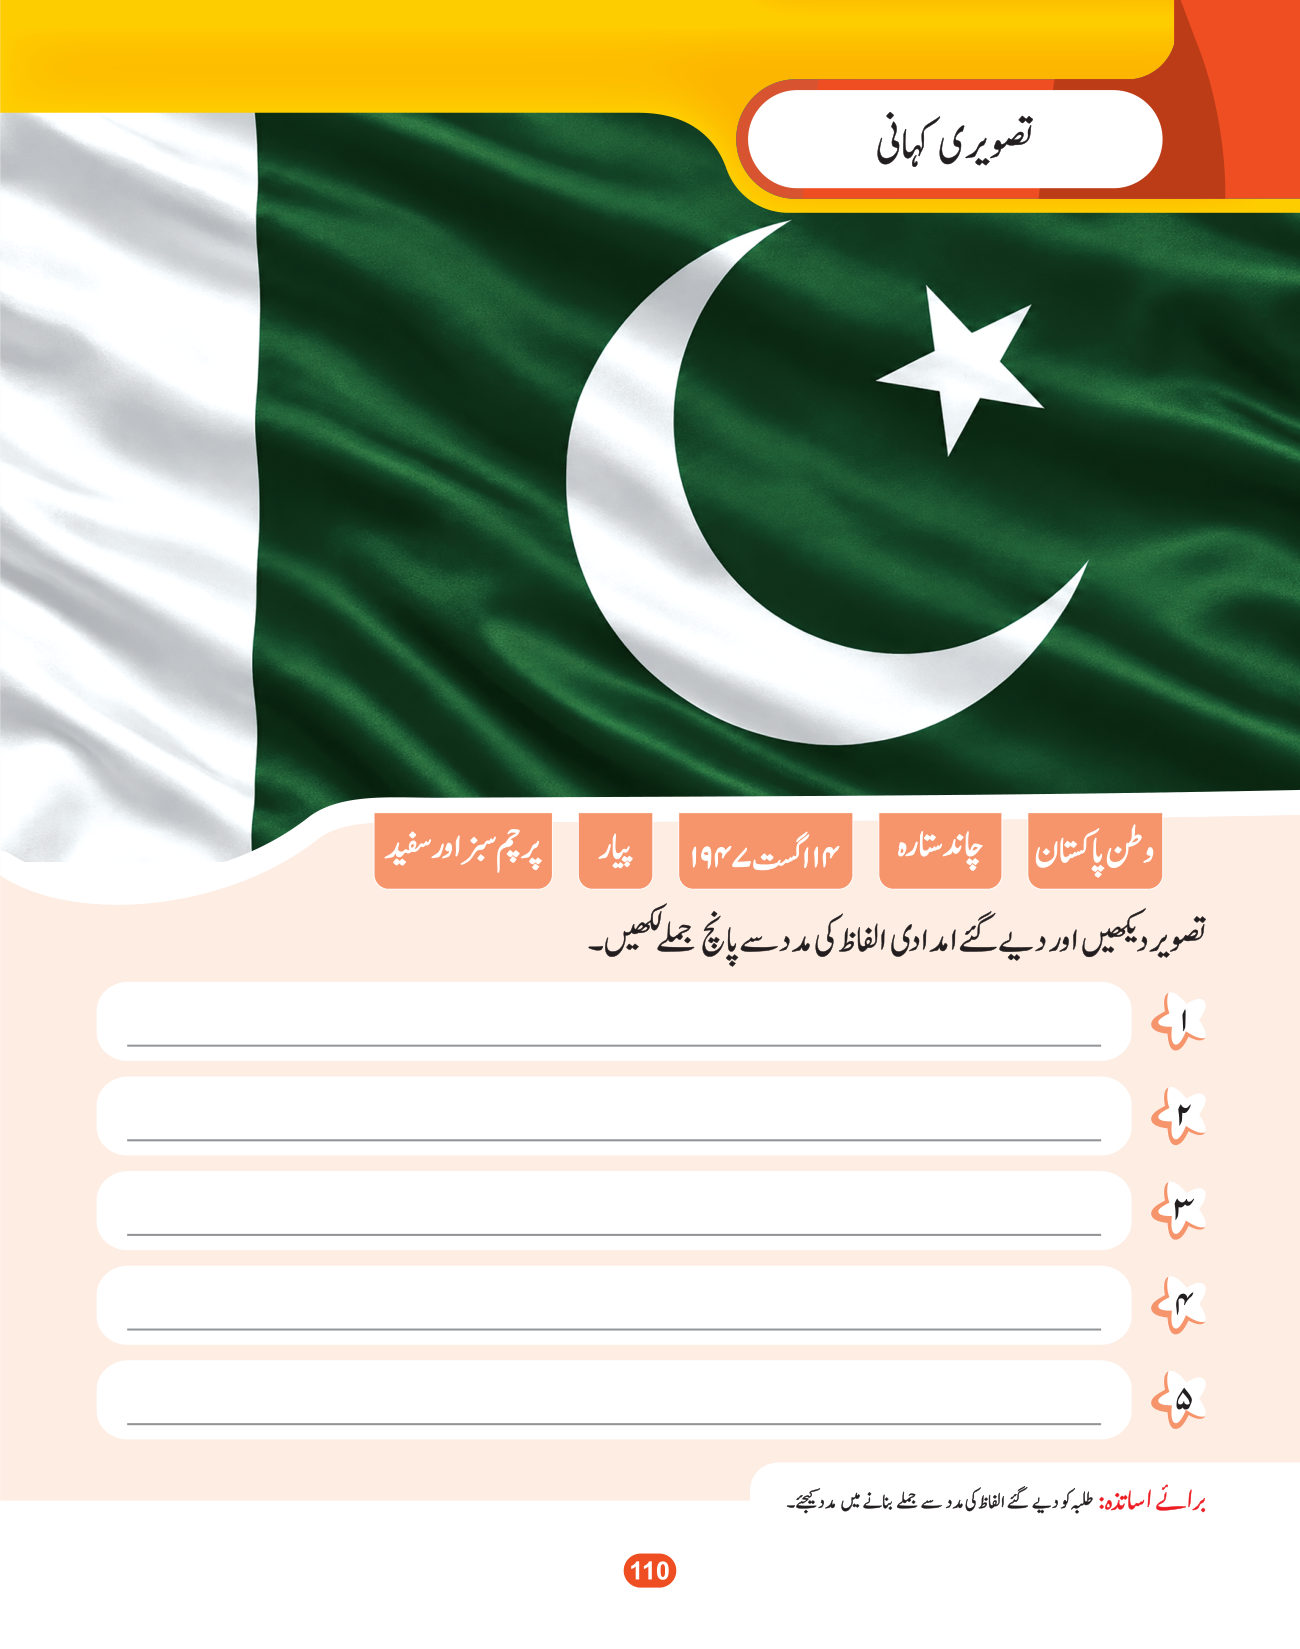 تصویری کہانی
وطن پاکستان
چاند ستارہ
۱۴ اگست ۱۹۴۷
پیار
پرچم سبز اور سفید
تصویر دیکھیں اور دیے گئے امدادی الفاظ کی مدد سے پانچ جملے لکھیں۔
۱
۲
۳
۴
۵
برائے اساتذہ: طلبہ کو دیے گئے الفاظ کی مدد سے جملے بنانے میں مدد کیجئے۔
110